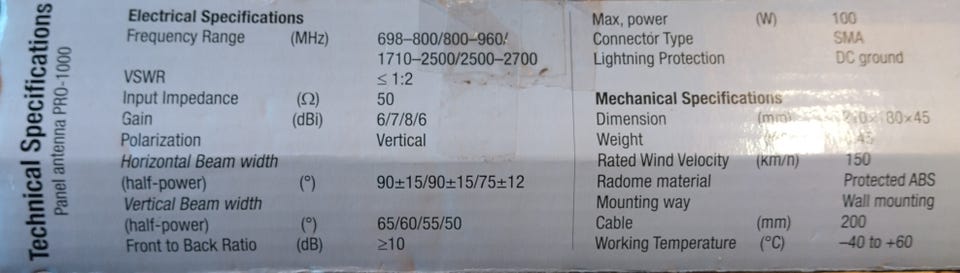 Technical Specifications
Panel antenna PRO-1000
Electrical Specifications
Frequency Range (MHz) 698–800/800–960/
1710–2500/2500–2700
VSWR ≤ 1:2
Input Impedance (Ω) 50
Gain (dBi) 6/7/8/6
Polarization Vertical
Horizontal Beam width
(half-power) (°) 90±15/90±15/75±12
Vertical Beam width
(half-power) (°) 65/60/55/50
Front to Back Ratio (dB) ≥10
Max, power (W) 100
Connector Type SMA
Lightning Protection DC ground
Mechanical Specifications
Dimension (mm)
Weight
Rated Wind Velocity (km/n) 150
Radome material Protected ABS
Mounting way Wall mounting
Cable (mm) 200
Working Temperature (°C) –40 to +60